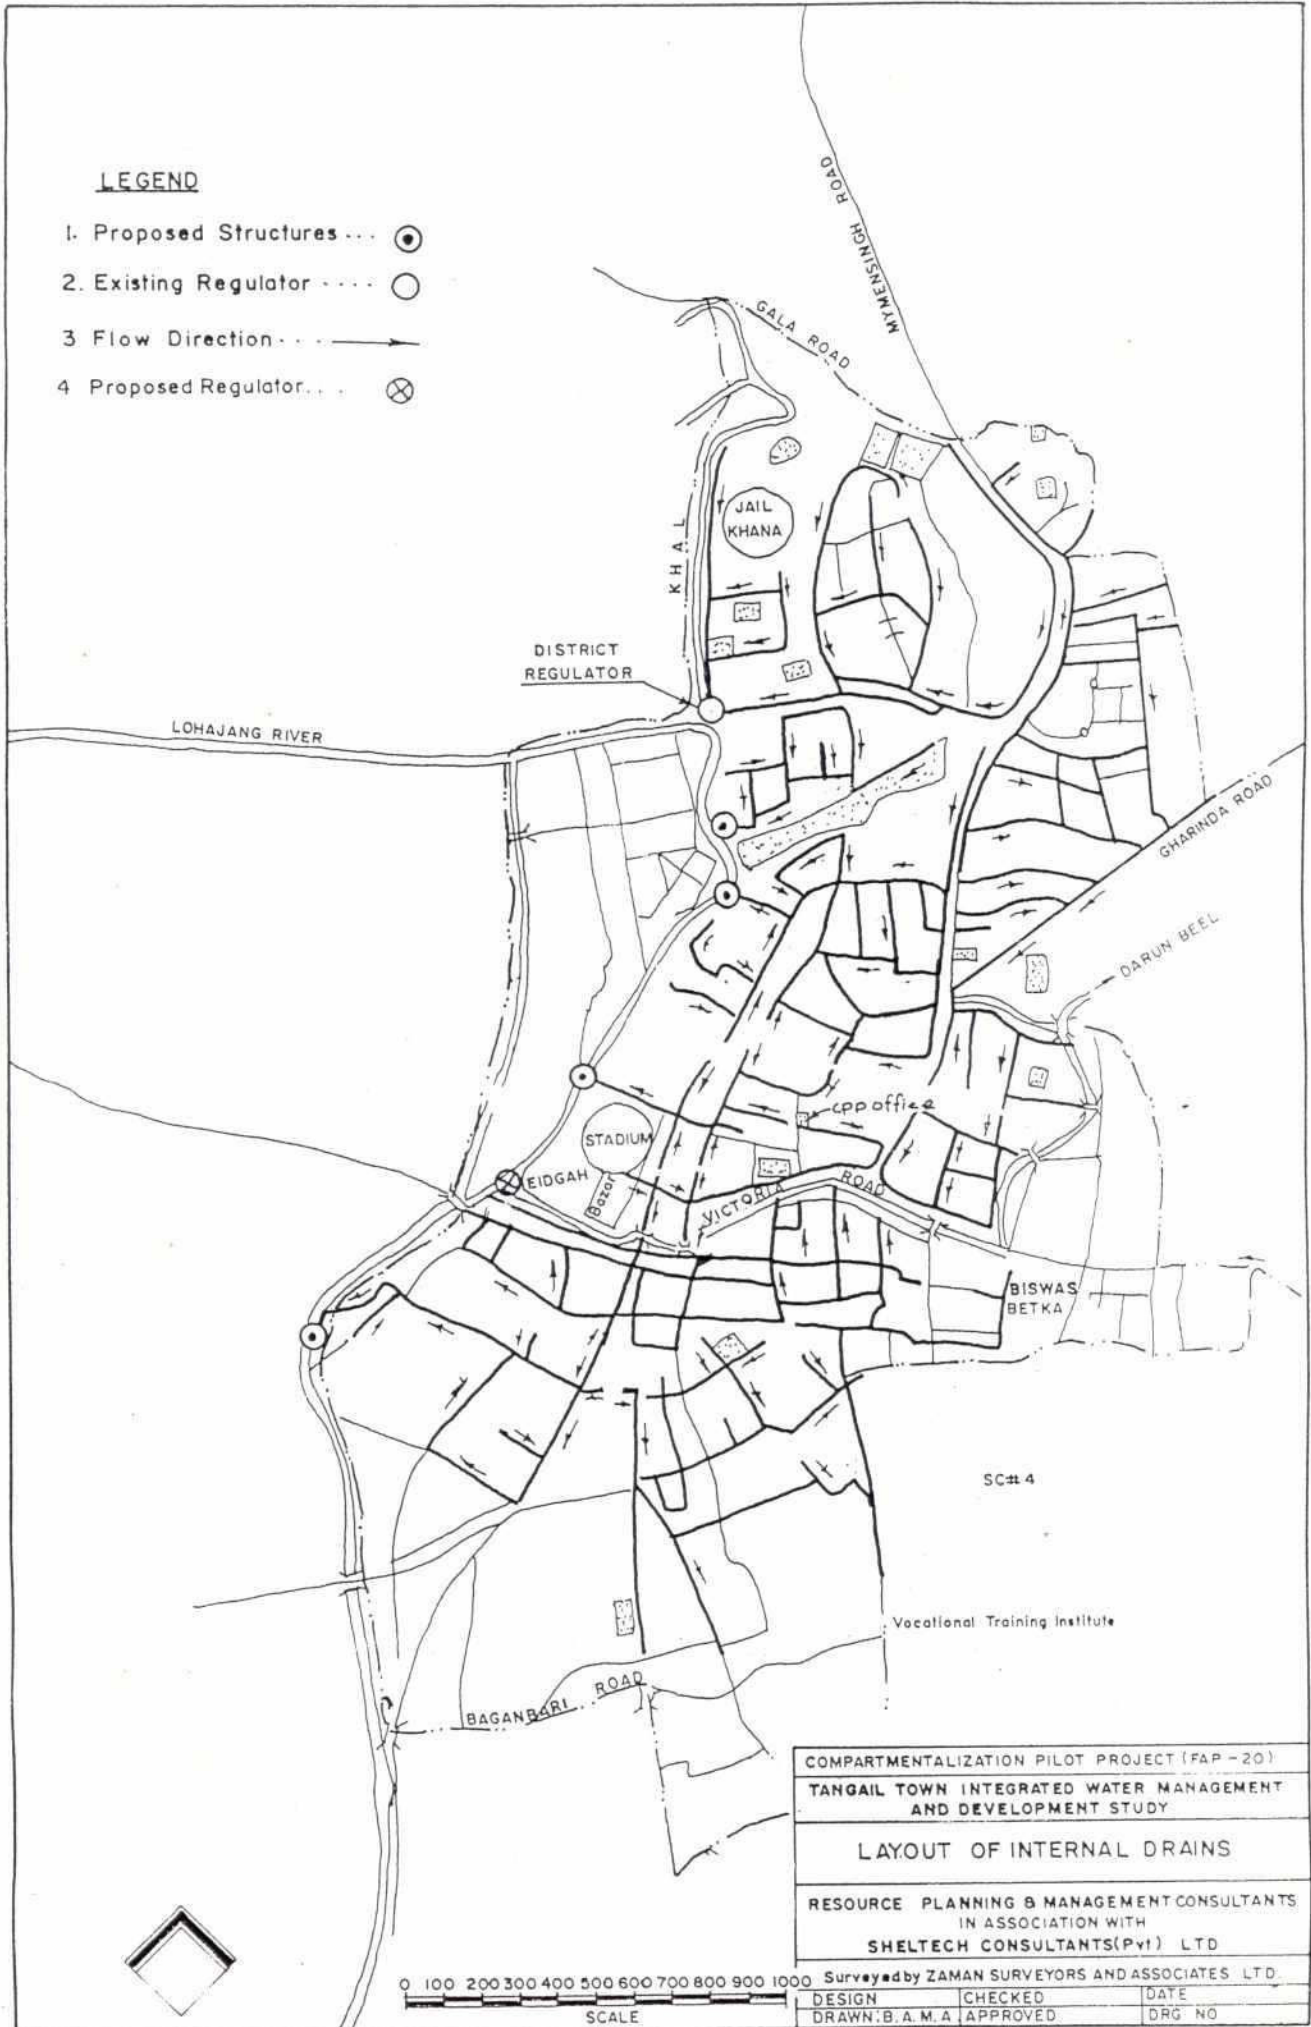 LEGEND
1. Proposed Structures ...
2. Existing Regulator ....
3 Flow Direction . . .
4 Proposed Regulator. . .
MYMENSINGH ROAD
GALA ROAD
JAIL
KHANA
KHAL
DISTRICT
REGULATOR
LOHAJANG RIVER
GHARINDA ROAD
DARUN BEEL
CPP office
STADIUM
EIDGAH
Bazar
VICTORIA ROAD
BISWAS
BETKA
SC#4
Vocational Training Institute
BAGANBARI ROAD
COMPARTMENTALIZATION PILOT PROJECT (FAP-20)
TANGAIL TOWN INTEGRATED WATER MANAGEMENT
AND DEVELOPMENT STUDY
LAYOUT OF INTERNAL DRAINS
RESOURCE PLANNING & MANAGEMENT CONSULTANTS
IN ASSOCIATION WITH
SHELTECH CONSULTANTS (Pvt) LTD
Surveyed by ZAMAN SURVEYORS AND ASSOCIATES LTD.
DESIGN CHECKED DATE
DRAWN: B.A.M.A APPROVED DRG NO
0 100 200 300 400 500 600 700 800 900 1000
SCALE